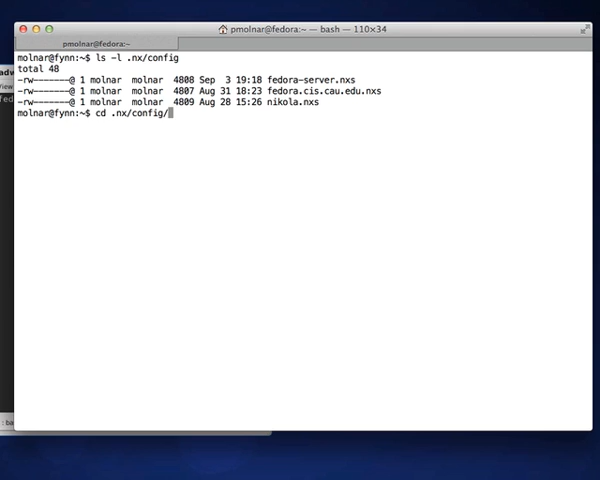 pmolnar@fedora:~ — bash — 110×34
pmolnar@fedora:~
molnar@fynn:~$ ls -l .nx/config
total 48
-rw-------@ 1 molnar  molnar  4808 Sep  3 19:18 fedora-server.nxs
-rw-------@ 1 molnar  molnar  4807 Aug 31 18:23 fedora.cis.cau.edu.nxs
-rw-------@ 1 molnar  molnar  4809 Aug 28 15:26 nikola.nxs
molnar@fynn:~$ cd .nx/config/